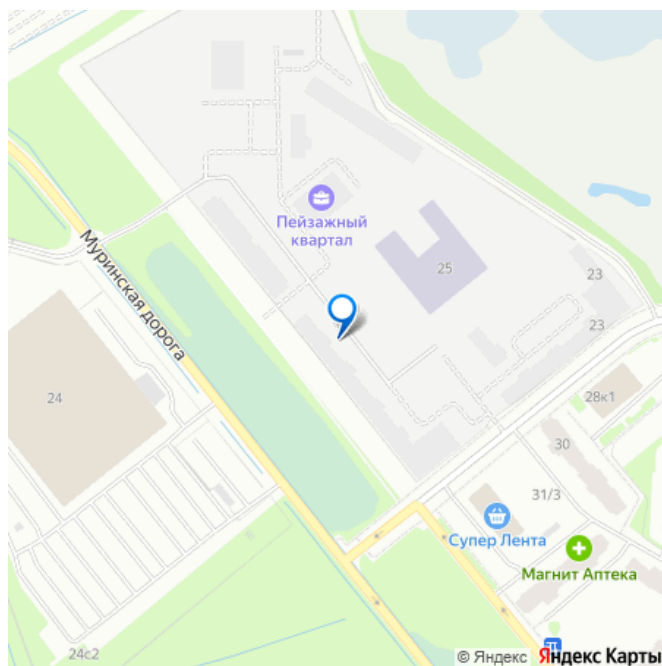 Пейзажный
квартал
Муринская дорога
25
23
23
24
28к1
30
31/3
Супер Лента
Магнит Аптека
24с2
© Яндекс Яндекс Карты